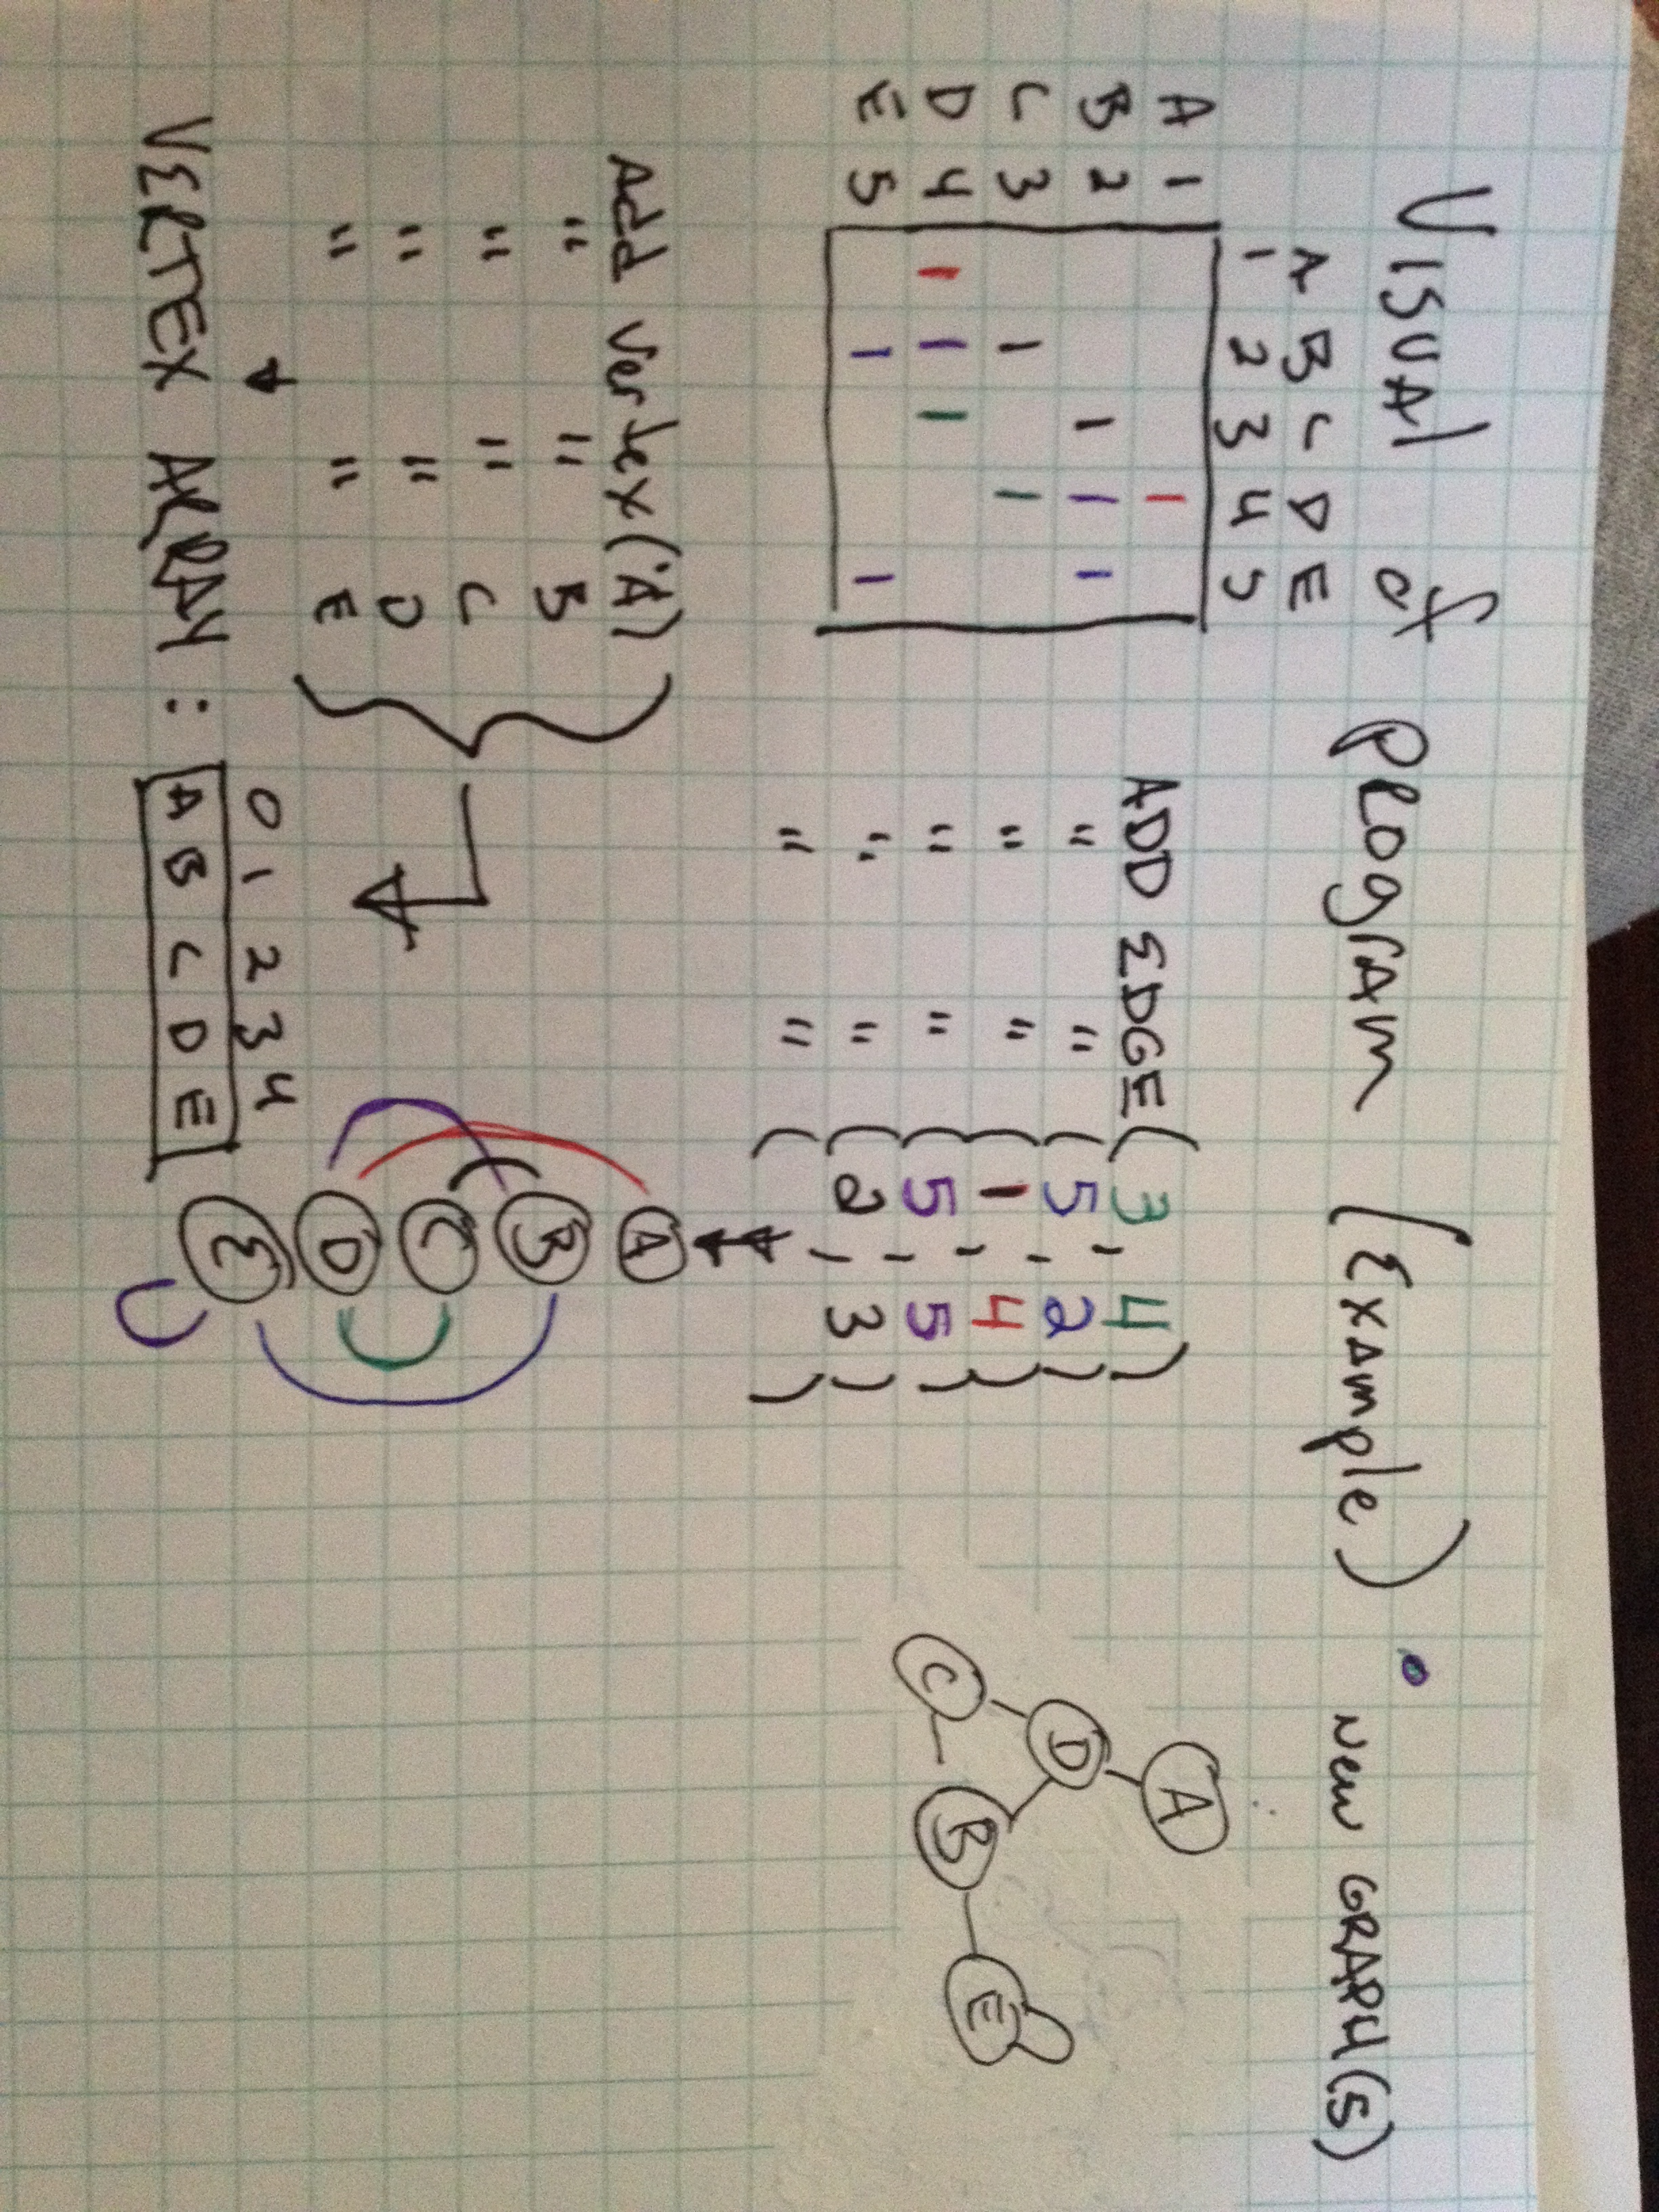 Visual of Program (Example) • New GRAPH(s)
A B C D E
1 2 3 4 5
A 1 1
B 2 1 1 1
C 3 1 1
D 4 1 1 1
E 5 1 1
ADD EDGE (3, 4)
" " (5, 2)
" " (1, 4)
" " (5, 5)
" " (2, 3)
" " ( )
A
D
C
B
E
Add Vertex('A)
" " B
" " C
" " D
" " E
A
B
C
D
E
0 1 2 3 4
VERTEX ARRAY : A B C D E